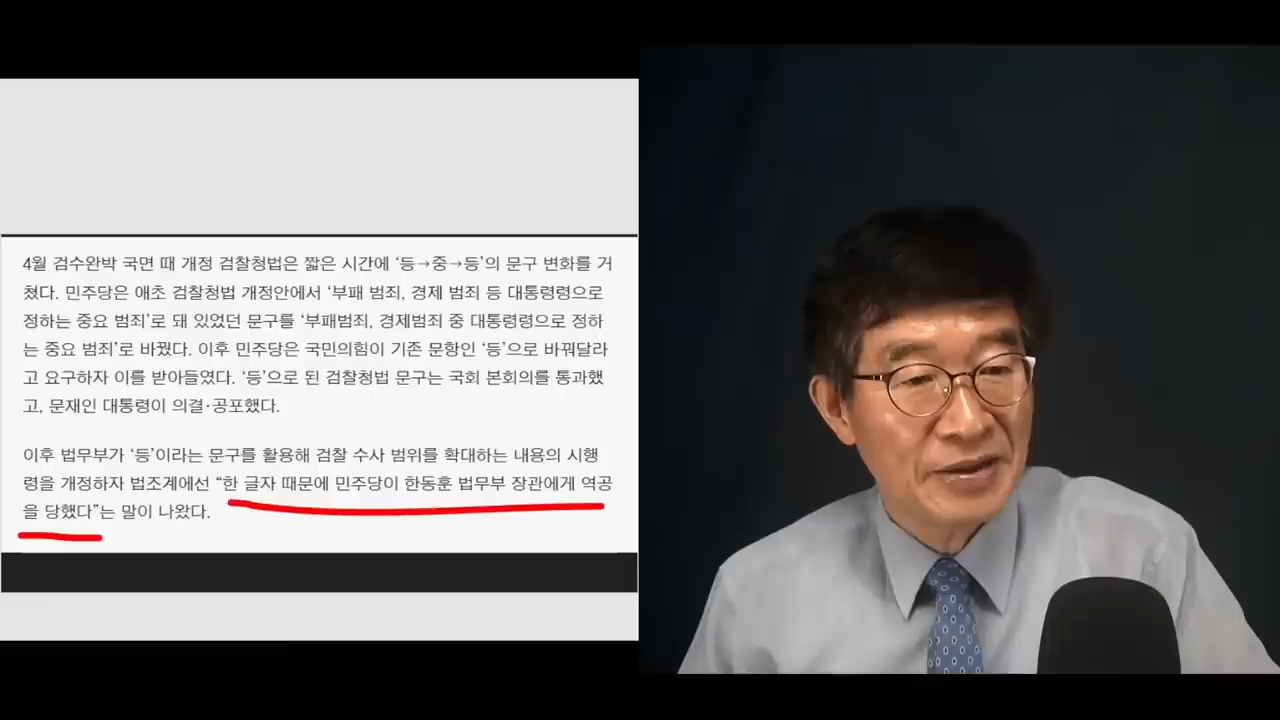 4월 검수완박 국면 때 개정 검찰청법은 짧은 시간에 ‘등→중→등’의 문구 변화를 거
쳤다. 민주당은 애초 검찰청법 개정안에서 ‘부패 범죄, 경제 범죄 등 대통령령으로
정하는 중요 범죄’로 돼 있었던 문구를 ‘부패범죄, 경제범죄 중 대통령령으로 정하
는 중요 범죄’로 바꿨다. 이후 민주당은 국민의힘이 기존 문항인 ‘등’으로 바꿔달라
고 요구하자 이를 받아들였다. ‘등’으로 된 검찰청법 문구는 국회 본회의를 통과했
고, 문재인 대통령이 의결·공포했다.
이후 법무부가 ‘등’이라는 문구를 활용해 검찰 수사 범위를 확대하는 내용의 시행
령을 개정하자 법조계에선 “한 글자 때문에 민주당이 한동훈 법무부 장관에게 역공
을 당했다”는 말이 나왔다.